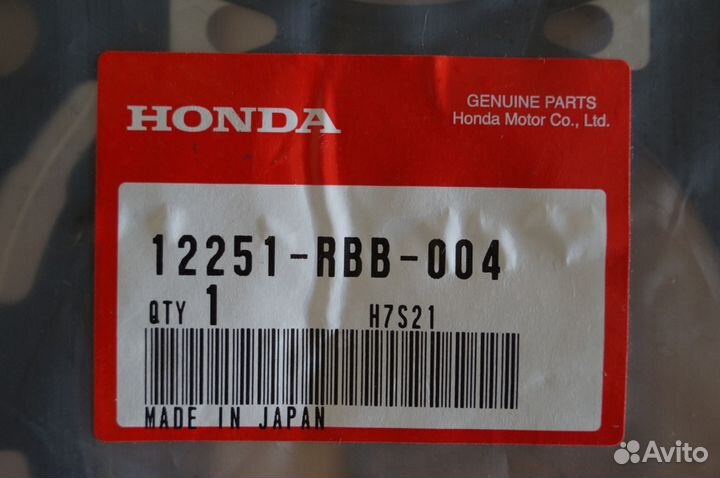 HONDA
GENUINE PARTS
Honda Motor Co., Ltd.
12251-RBB-004
QTY 1 H7S21
MADE IN JAPAN
Avito